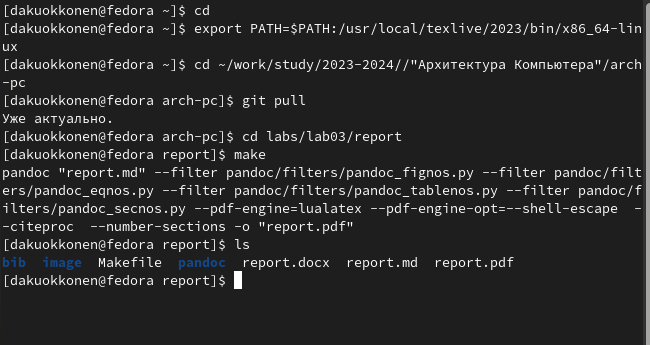 [dakuokkonen@fedora ~]$ cd
[dakuokkonen@fedora ~]$ export PATH=$PATH:/usr/local/texlive/2023/bin/x86_64-lin
ux
[dakuokkonen@fedora ~]$ cd ~/work/study/2023-2024//"Архитектура Компьютера"/arch
-pc
[dakuokkonen@fedora arch-pc]$ git pull
Уже актуально.
[dakuokkonen@fedora arch-pc]$ cd labs/lab03/report
[dakuokkonen@fedora report]$ make
pandoc "report.md" --filter pandoc/filters/pandoc_fignos.py --filter pandoc/filt
ers/pandoc_eqnos.py --filter pandoc/filters/pandoc_tablenos.py --filter pandoc/f
ilters/pandoc_secnos.py --pdf-engine=lualatex --pdf-engine-opt=--shell-escape  -
-citeproc  --number-sections -o "report.pdf"
[dakuokkonen@fedora report]$ ls
bib  image  Makefile  pandoc  report.docx  report.md  report.pdf
[dakuokkonen@fedora report]$